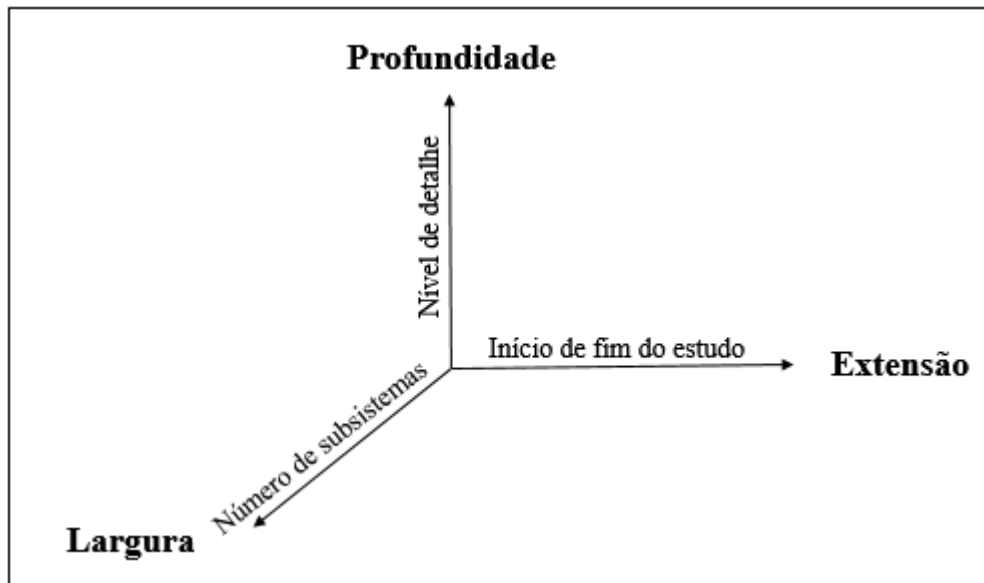 Profundidade
Nível de detalhe
Início de fim do estudo
Extensão
Número de subsistemas
Largura